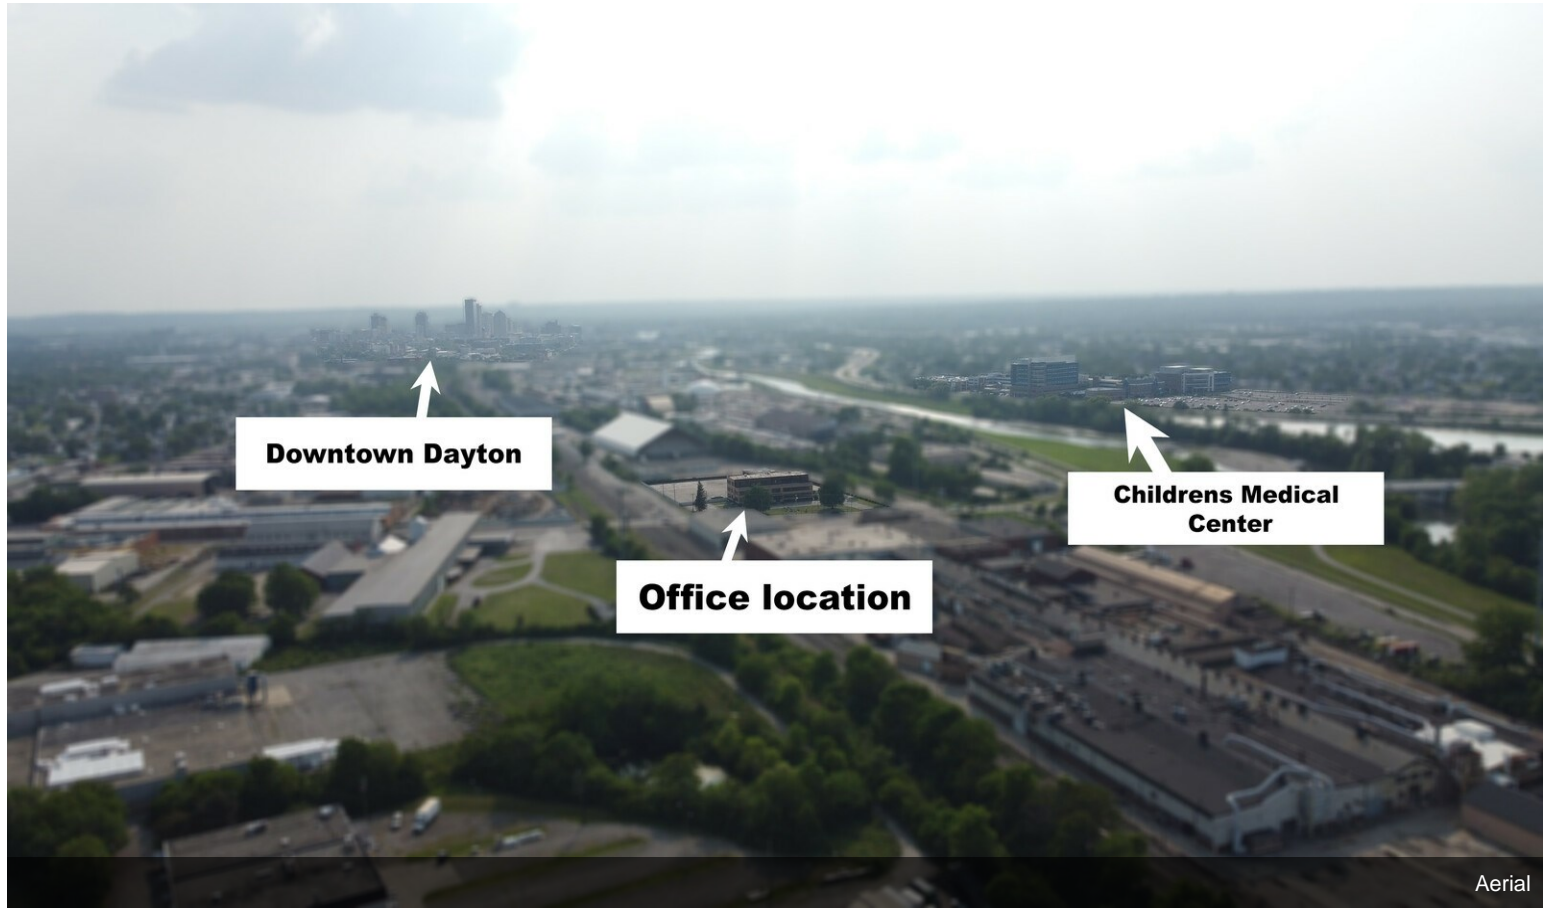 Downtown Dayton
Childrens Medical
Center
Office location
Aerial